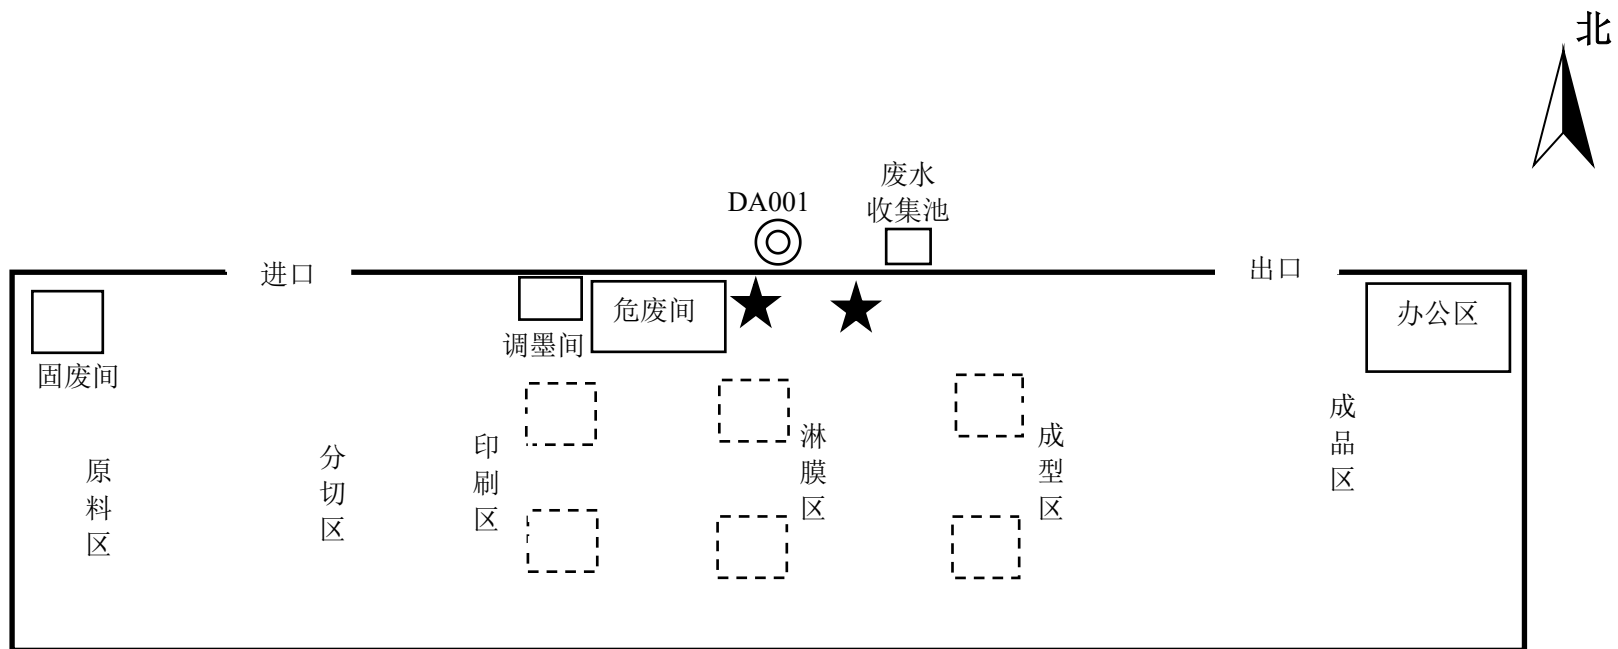 北
废水
收集池
DA001
进口
出口
危废间
办公区
调墨间
固废间
原料区
分切区
印刷区
淋膜区
成型区
成品区